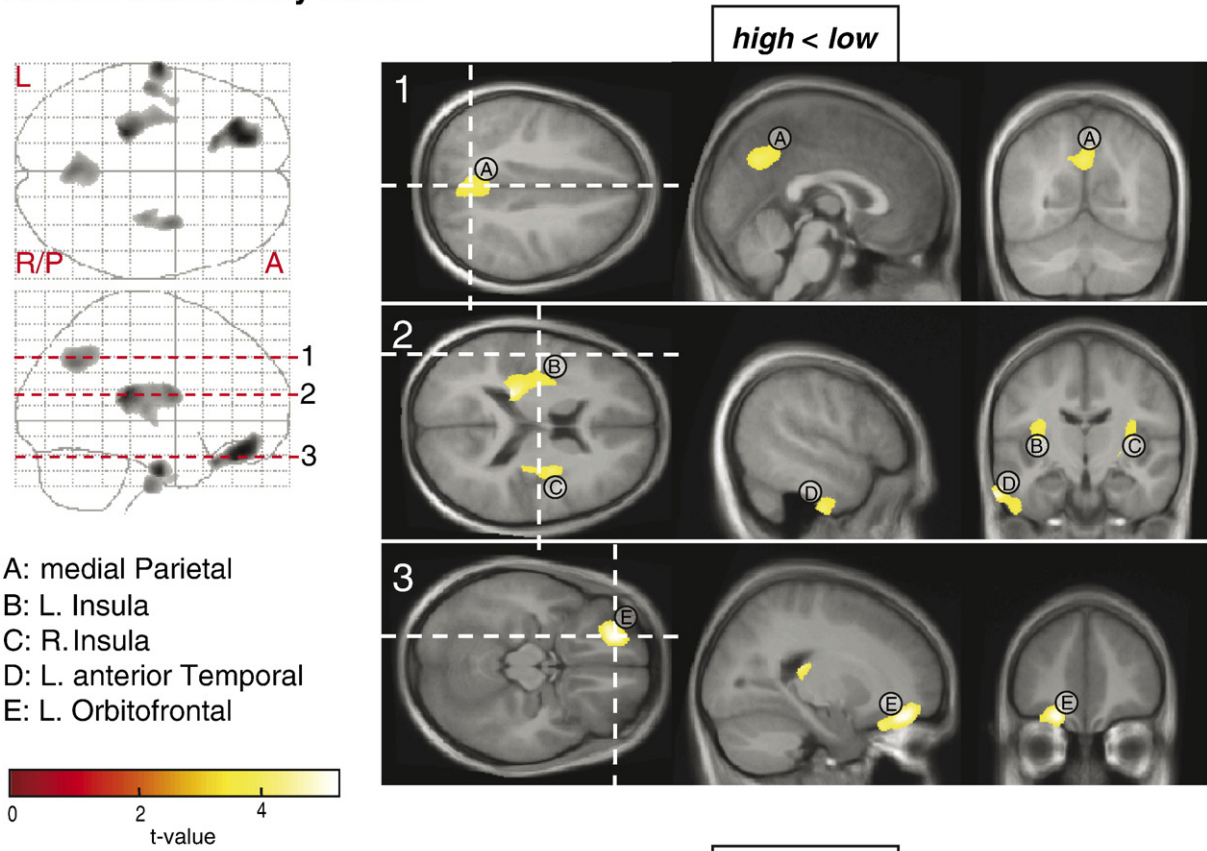 high < low
L
R/P
A
1
2
3
1
A
A
A
2
B
C
D
B
C
D
3
E
E
E
A: medial Parietal
B: L. Insula
C: R. Insula
D: L. anterior Temporal
E: L. Orbitofrontal
0 2 4
t-value